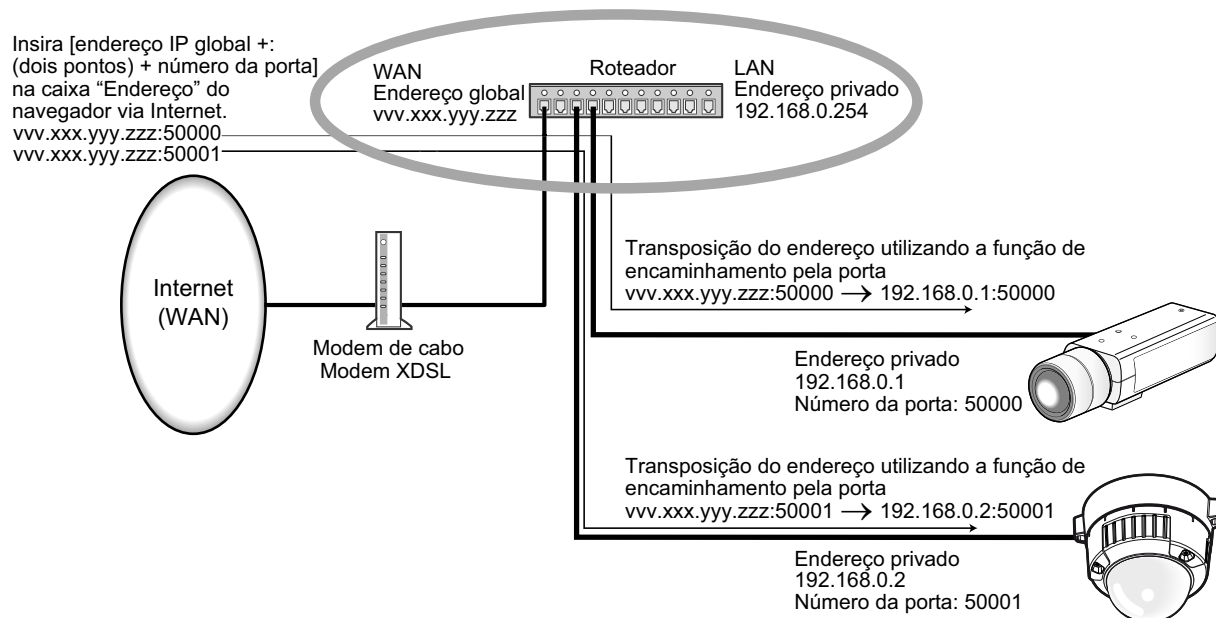 Insira [endereço IP global +:
(dois pontos) + número da porta]
na caixa “Endereço” do
navegador via Internet.
vvv.xxx.yyy.zzz:50000
vvv.xxx.yyy.zzz:50001
WAN
Endereço global
vvv.xxx.yyy.zzz
Roteador
LAN
Endereço privado
192.168.0.254
Internet
(WAN)
Modem de cabo
Modem XDSL
Transposição do endereço utilizando a função de
encaminhamento pela porta
vvv.xxx.yyy.zzz:50000 → 192.168.0.1:50000
Endereço privado
192.168.0.1
Número da porta: 50000
Transposição do endereço utilizando a função de
encaminhamento pela porta
vvv.xxx.yyy.zzz:50001 → 192.168.0.2:50001
Endereço privado
192.168.0.2
Número da porta: 50001